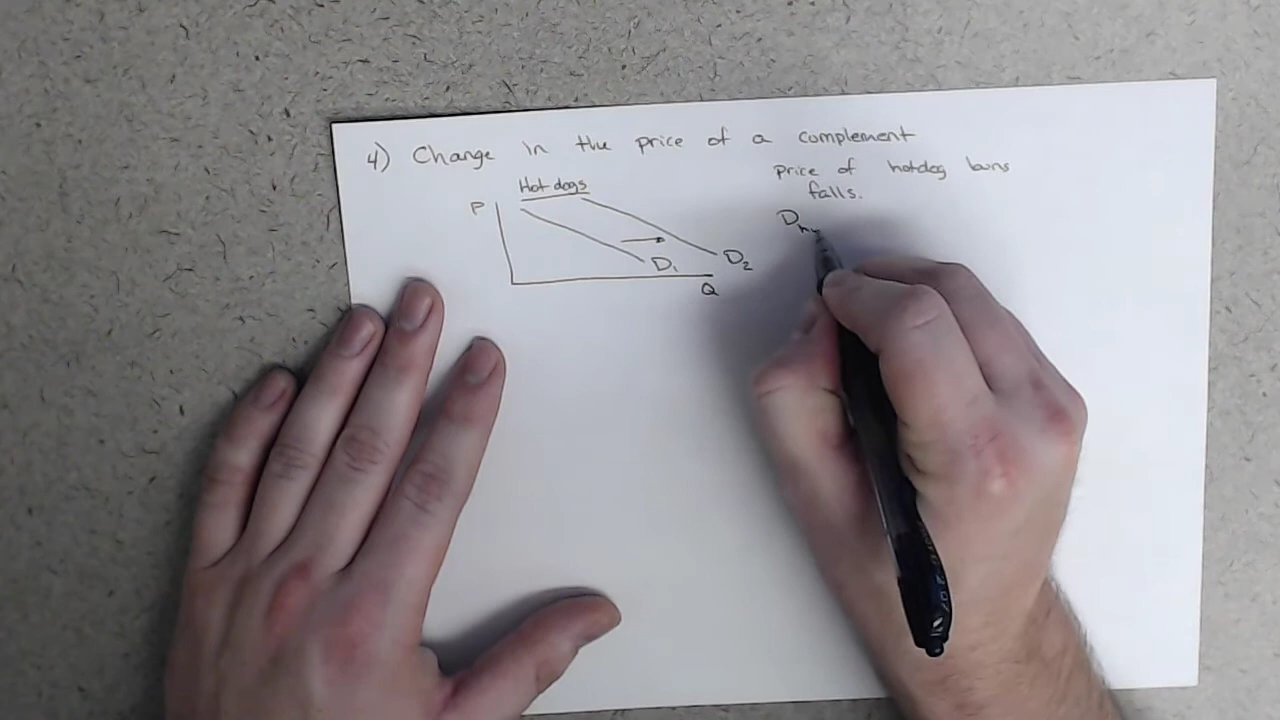 4) Change in the price of a complement
price of hotdog buns
falls.
Hot dogs
P
D1
D2
Q
D